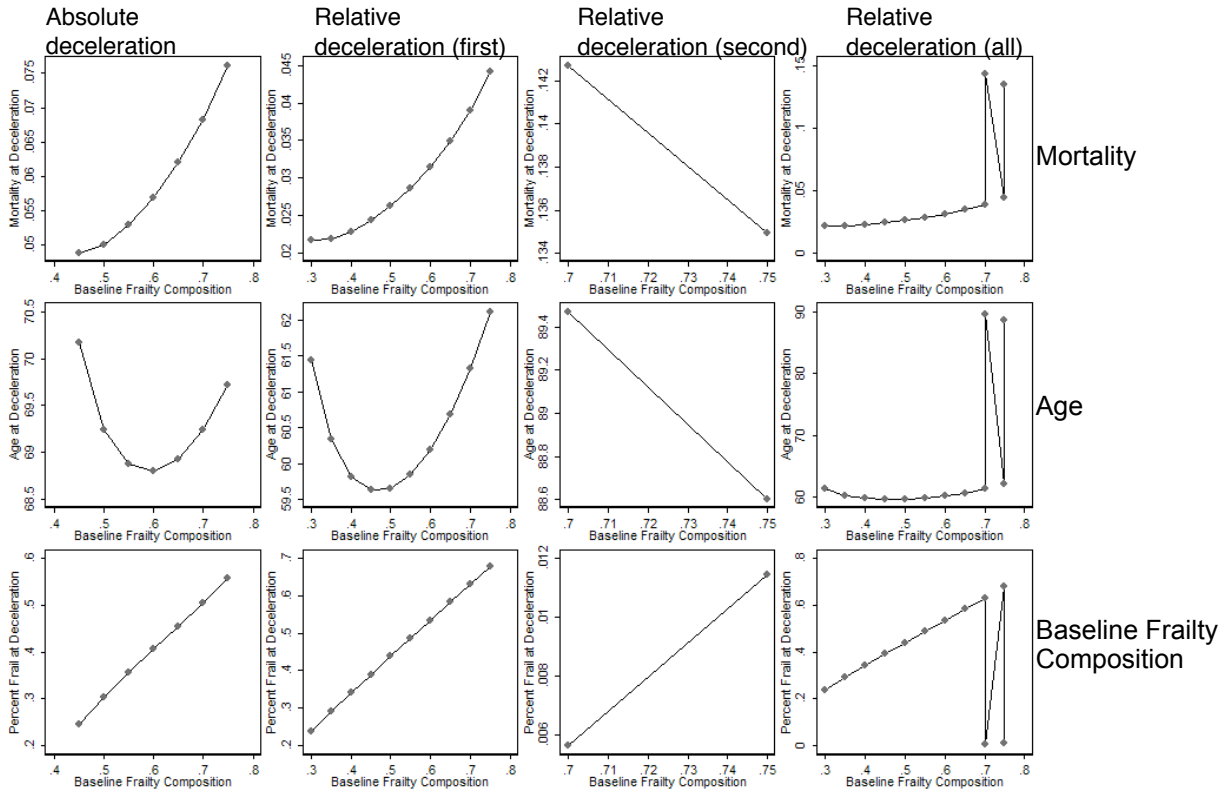 Absolute
deceleration
Relative
deceleration (first)
Relative
deceleration (second)
Relative
deceleration (all)
Mortality at Deceleration
.05 .055 .06 .065 .07 .075
.4 .5 .6 .7 .8
Baseline Frailty Composition
Mortality at Deceleration
.02 .025 .03 .035 .04 .045
.3 .4 .5 .6 .7 .8
Baseline Frailty Composition
Mortality at Deceleration
.134 .136 .138 .14 .142
.7 .71 .72 .73 .74 .75
Baseline Frailty Composition
Mortality at Deceleration
0 .05 .1 .15
.3 .4 .5 .6 .7 .8
Baseline Frailty Composition
Mortality
Age at Deceleration
68.5 69 69.5 70 70.5
.4 .5 .6 .7 .8
Baseline Frailty Composition
Age at Deceleration
59.5 60 60.5 61 61.5 62
.3 .4 .5 .6 .7 .8
Baseline Frailty Composition
Age at Deceleration
88.6 88.8 89 89.2 89.4
.7 .71 .72 .73 .74 .75
Baseline Frailty Composition
Age at Deceleration
60 70 80 90
.3 .4 .5 .6 .7 .8
Baseline Frailty Composition
Age
Percent Frail at Deceleration
.2 .3 .4 .5 .6
.4 .5 .6 .7 .8
Baseline Frailty Composition
Percent Frail at Deceleration
.2 .3 .4 .5 .6 .7
.3 .4 .5 .6 .7 .8
Baseline Frailty Composition
Percent Frail at Deceleration
.006 .008 .01 .012
.7 .71 .72 .73 .74 .75
Baseline Frailty Composition
Percent Frail at Deceleration
0 .2 .4 .6 .8
.3 .4 .5 .6 .7 .8
Baseline Frailty Composition
Baseline Frailty
Composition